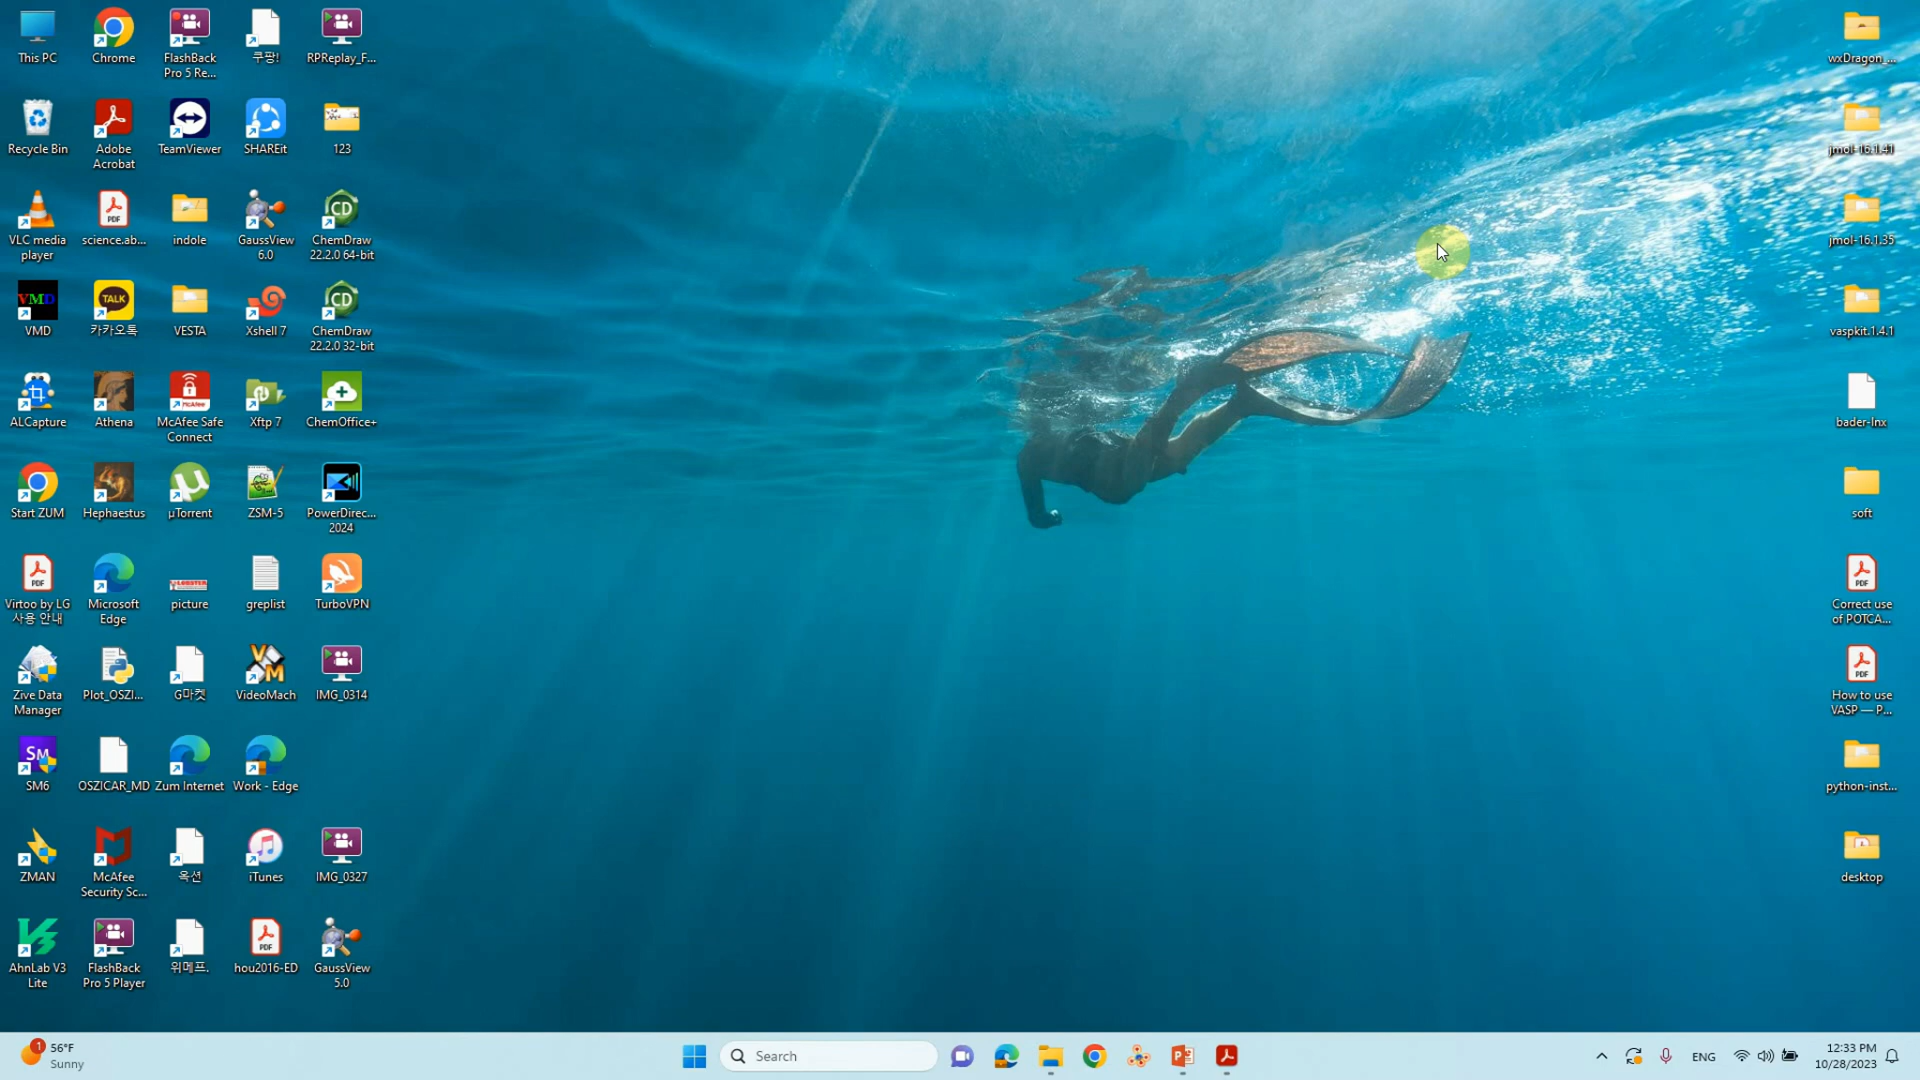 This PC
Chrome
FlashBack
Pro 5 Re...
쿠팡!
RPReplay_F...
Recycle Bin
Adobe
Acrobat
TeamViewer
SHAREit
123
VLC media
player
science.ab...
indole
GaussView
6.0
ChemDraw
22.2.0 64-bit
VMD
카카오톡
VESTA
Xshell 7
ChemDraw
22.2.0 32-bit
ALCapture
Athena
McAfee Safe
Connect
Xftp 7
ChemOffice+
Start ZUM
Hephaestus
µTorrent
ZSM-5
PowerDirec...
2024
Virtoo by LG
사용 안내
Microsoft
Edge
picture
greplist
TurboVPN
Zive Data
Manager
Plot_OSZI...
G마켓
VideoMach
IMG_0314
SM6
OSZICAR_MD
Zum Internet
Work - Edge
ZMAN
McAfee
Security Sc...
옥션
iTunes
IMG_0327
AhnLab V3
Lite
FlashBack
Pro 5 Player
위메프.
hou2016-ED
GaussView
5.0
wxDragon_...
jmol-16.1.41
jmol-16.1.35
vaspkit.1.4.1
bader-lnx
soft
Correct use
of POTCA...
How to use
VASP — P...
python-inst...
desktop
1
56°F
Sunny
Search
ENG
12:33 PM
10/28/2023